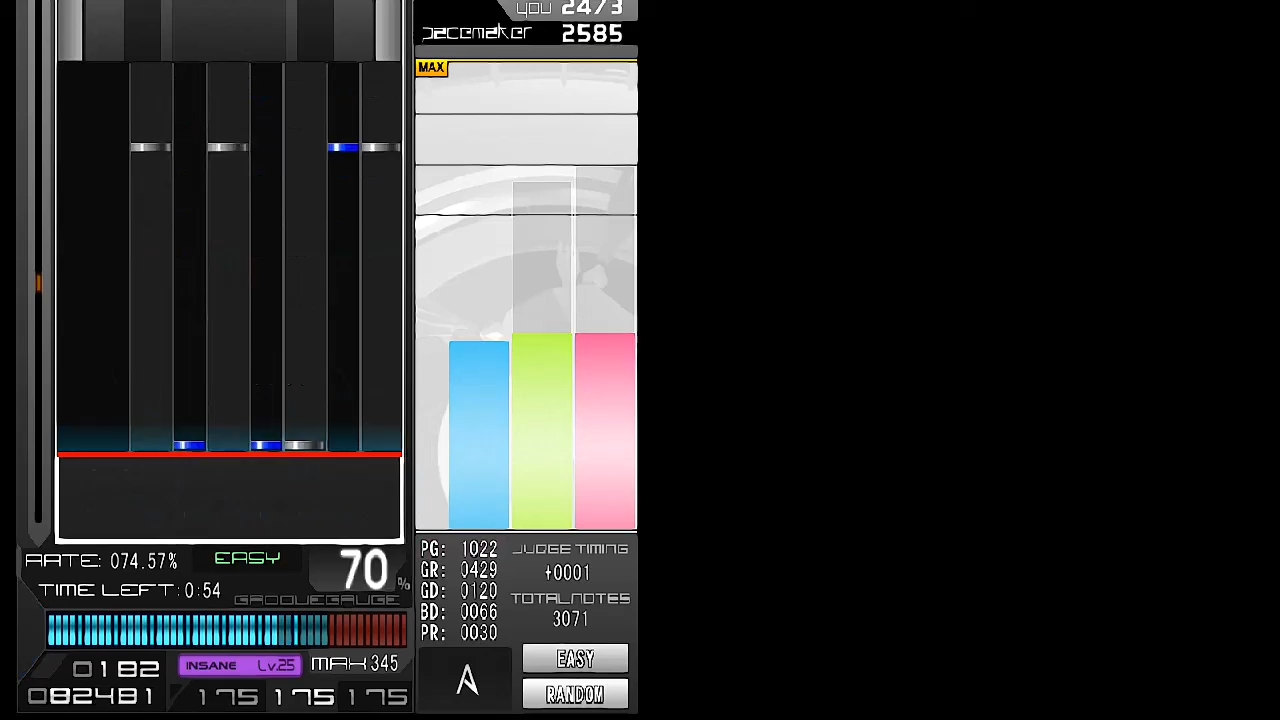 you 2473
pacemaker 2585
MAX
RATE: 074.57% EASY 70 %
TIME LEFT: 0:54
GROOVEGAUGE
0182 INSANE Lv.25 MAX 345
082481 175 175 175
PG: 1022
GR: 0429
GD: 0120
BD: 0066
PR: 0030
JUDGE TIMING
+0001
TOTALNOTES
3071
A
EASY
RANDOM